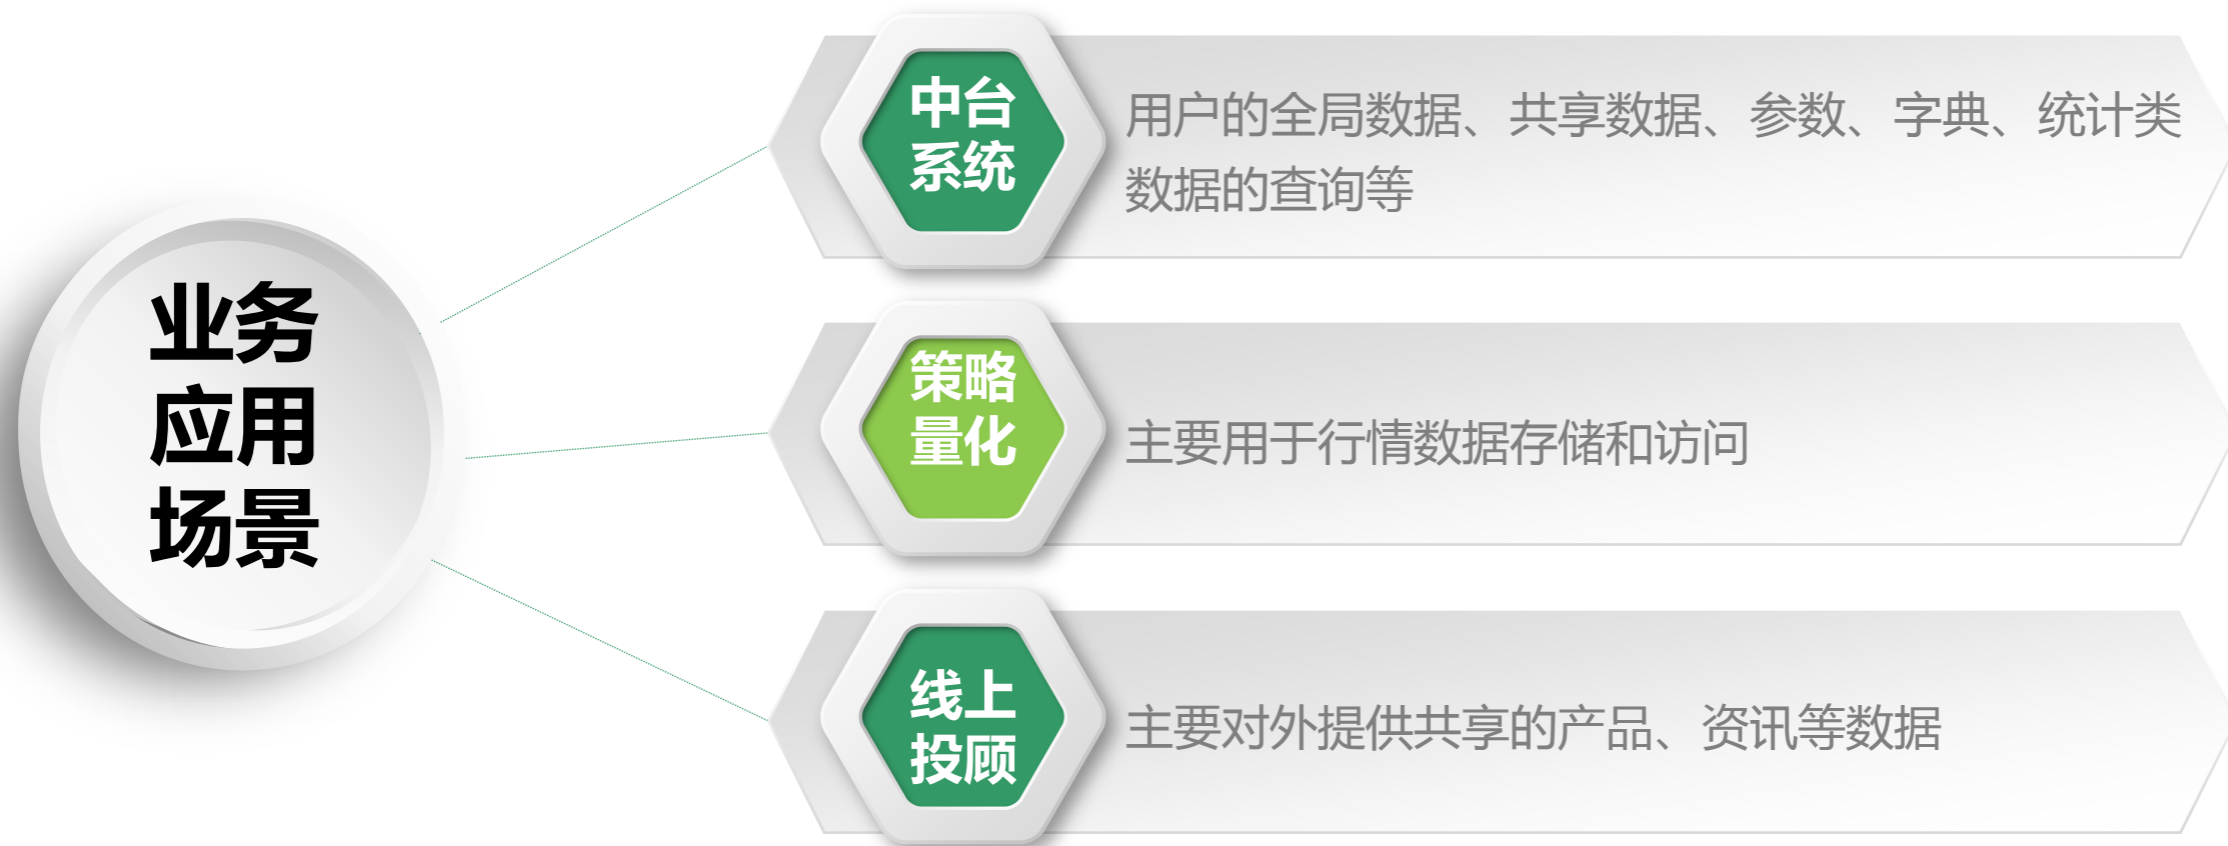 业务
应用
场景
中台
系统
用户的全局数据、共享数据、参数、字典、统计类
数据的查询等
策略
量化
主要用于行情数据存储和访问
线上
投顾
主要对外提供共享的产品、资讯等数据